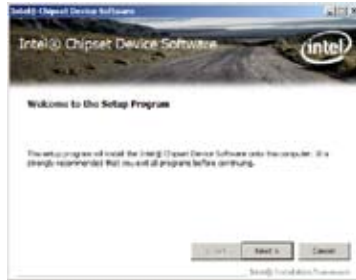 Intel® Chipset Device Software
Intel® Chipset Device Software
intel
Welcome to the Setup Program
The setup program will install the Intel® Chipset Device Software onto this computer. It is
strongly recommended that you exit all programs before continuing.
Next >
Cancel
Intel® Installation Framework